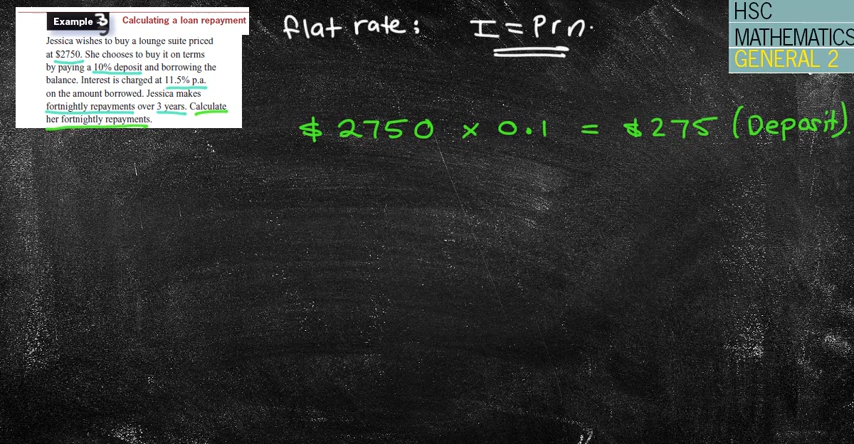 Example 3 Calculating a loan repayment
Jessica wishes to buy a lounge suite priced
at $2750. She chooses to buy it on terms
by paying a 10% deposit and borrowing the
balance. Interest is charged at 11.5% p.a.
on the amount borrowed. Jessica makes
fortnightly repayments over 3 years. Calculate
her fortnightly repayments.
flat rate: I = Prn.
HSC
MATHEMATICS
GENERAL 2
$ 2750 x 0.1 = $275 (Deposit)